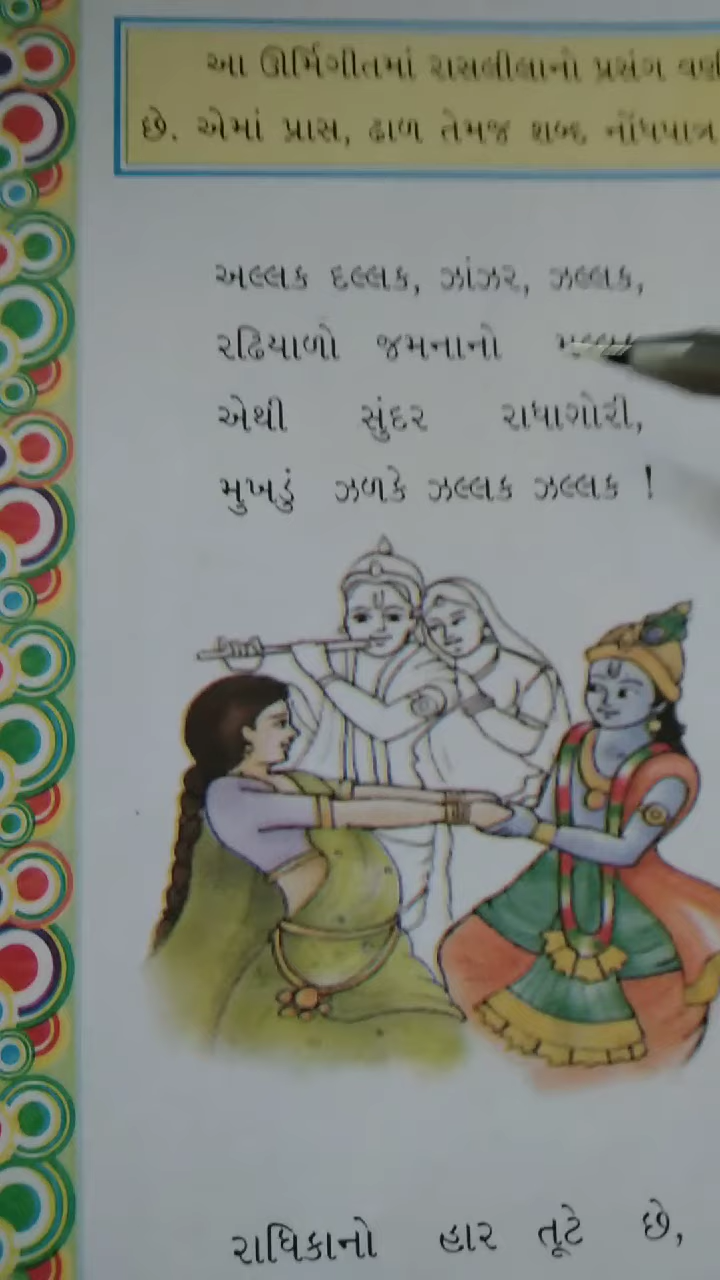 આ ઊર્મિગીતમાં રાસલીલાનો પ્રસંગ
છે. એમાં પ્રાસ, ઢાળ તેમજ શબ્દ નોંધપાત્ર
અલ્લક દલ્લક, ઝાંઝર, ઝલ્લક,
રઢિયાળો જમનાનો
એથી સુંદર રાધાગોરી,
મુખડું ઝળકે ઝલ્લક ઝલ્લક !
રાધિકાનો હાર તૂટે છે,